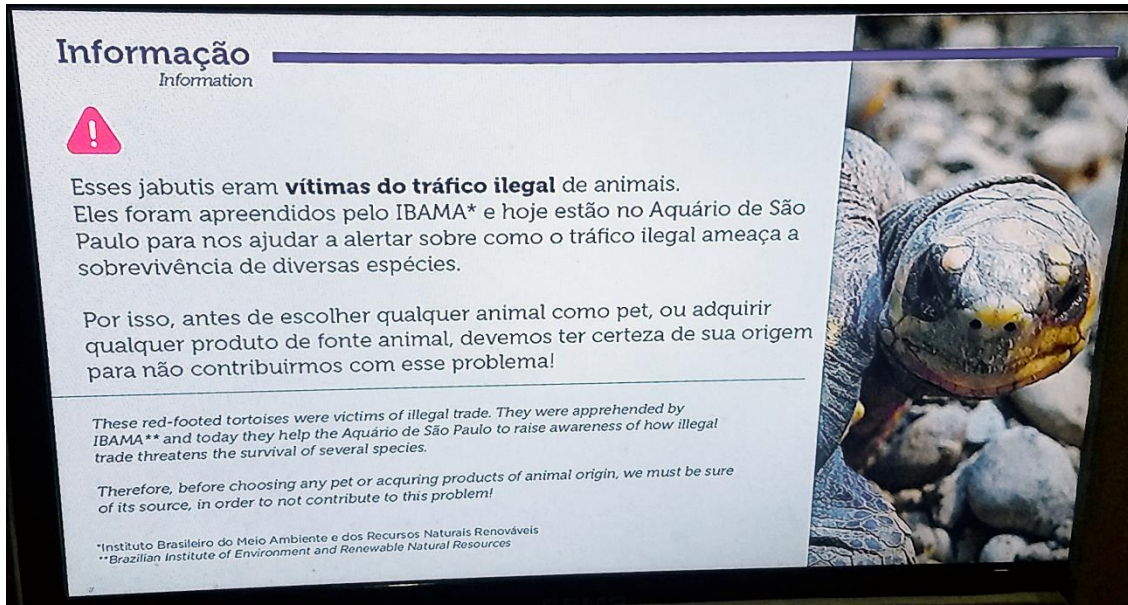 Informação
Information
!
Esses jabutis eram vítimas do tráfico ilegal de animais.
Eles foram apreendidos pelo IBAMA* e hoje estão no Aquário de São
Paulo para nos ajudar a alertar sobre como o tráfico ilegal ameaça a
sobrevivência de diversas espécies.
Por isso, antes de escolher qualquer animal como pet, ou adquirir
qualquer produto de fonte animal, devemos ter certeza de sua origem
para não contribuirmos com esse problema!
These red-footed tortoises were victims of illegal trade. They were apprehended by
IBAMA** and today they help the Aquário de São Paulo to raise awareness of how illegal
trade threatens the survival of several species.
Therefore, before choosing any pet or acquring products of animal origin, we must be sure
of its source, in order to not contribute to this problem!
*Instituto Brasileiro do Meio Ambiente e dos Recursos Naturais Renováveis
**Brazilian Institute of Environment and Renewable Natural Resources